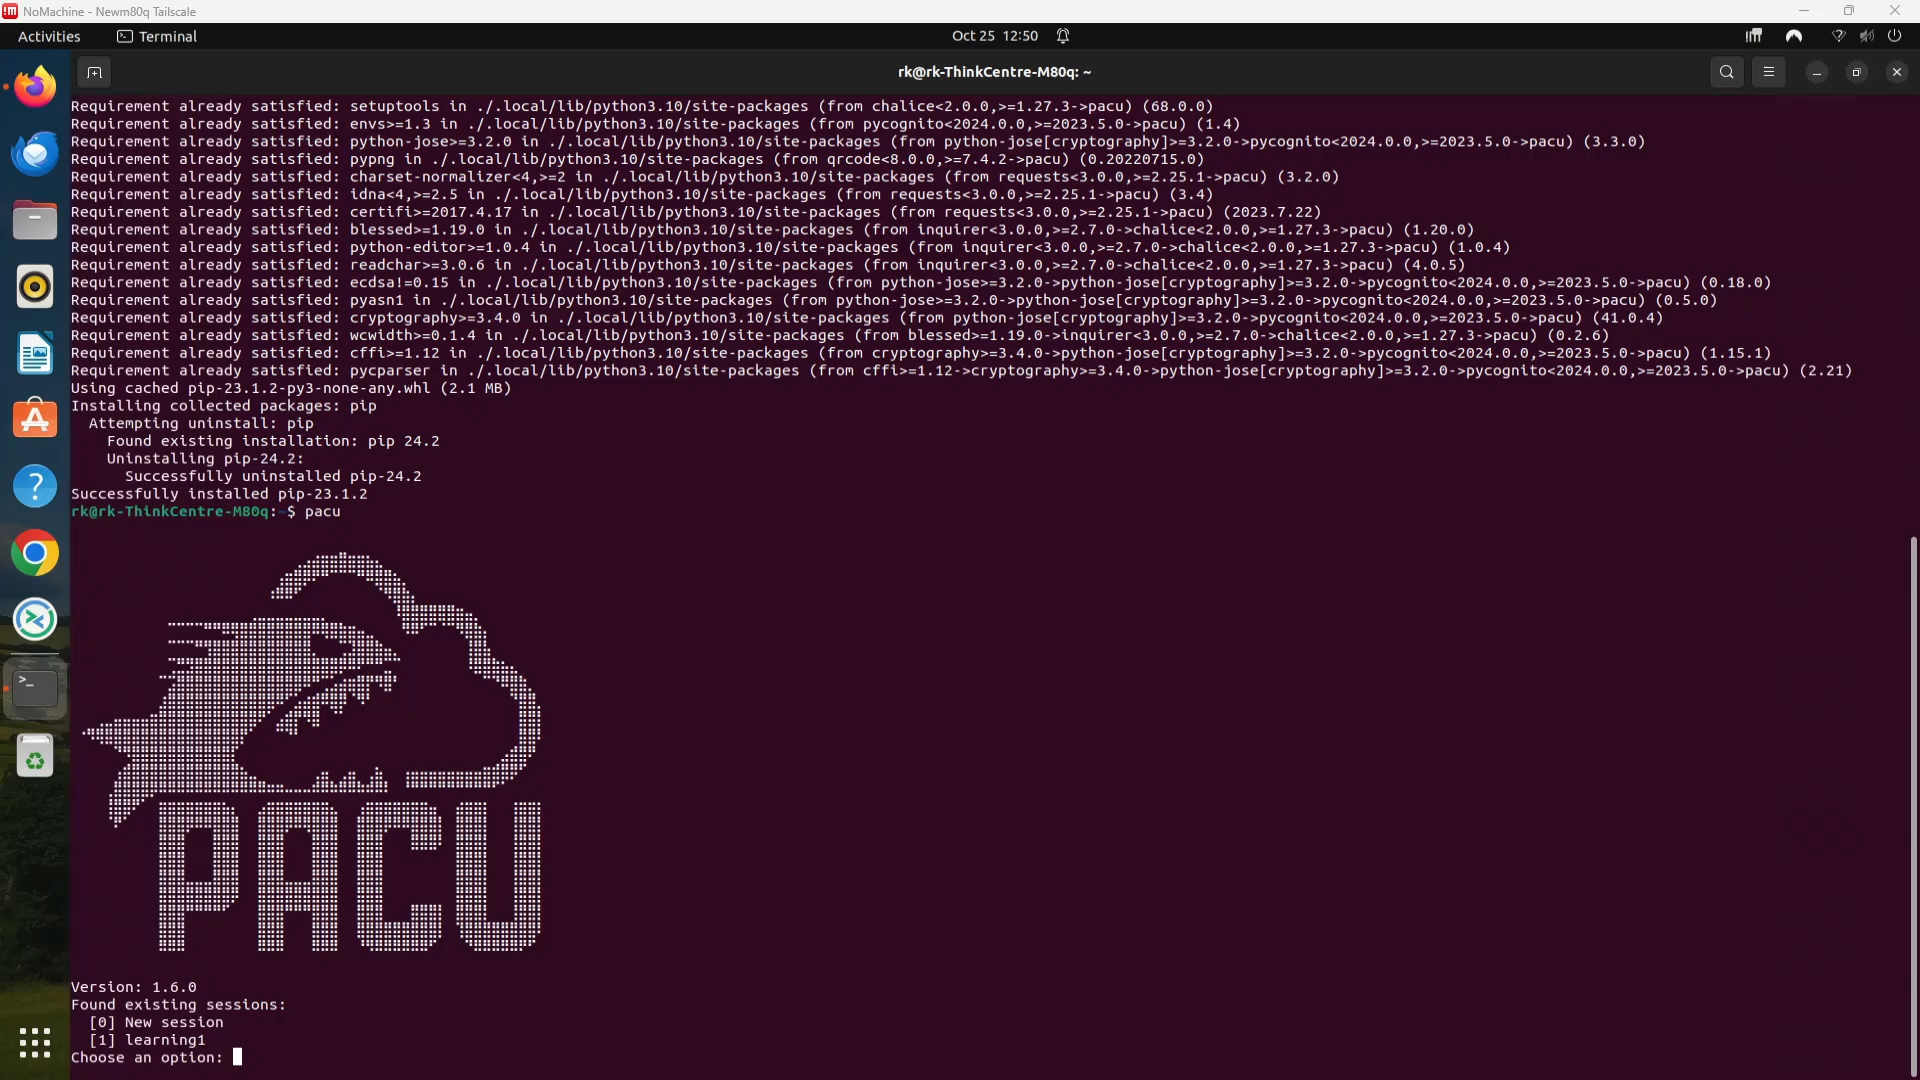 NoMachine - Newm80q Tailscale
Activities
Terminal
Oct 25 12:50
rk@rk-ThinkCentre-M80q: ~
Requirement already satisfied: setuptools in ./.local/lib/python3.10/site-packages (from chalice<2.0.0,>=1.27.3->pacu) (68.0.0)
Requirement already satisfied: envs>=1.3 in ./.local/lib/python3.10/site-packages (from pycognito<2024.0.0,>=2023.5.0->pacu) (1.4)
Requirement already satisfied: python-jose>=3.2.0 in ./.local/lib/python3.10/site-packages (from python-jose[cryptography]>=3.2.0->pycognito<2024.0.0,>=2023.5.0->pacu) (3.3.0)
Requirement already satisfied: pypng in ./.local/lib/python3.10/site-packages (from qrcode<8.0.0,>=7.4.2->pacu) (0.20220715.0)
Requirement already satisfied: charset-normalizer<4,>=2 in ./.local/lib/python3.10/site-packages (from requests<3.0.0,>=2.25.1->pacu) (3.2.0)
Requirement already satisfied: idna<4,>=2.5 in ./.local/lib/python3.10/site-packages (from requests<3.0.0,>=2.25.1->pacu) (3.4)
Requirement already satisfied: certifi>=2017.4.17 in ./.local/lib/python3.10/site-packages (from requests<3.0.0,>=2.25.1->pacu) (2023.7.22)
Requirement already satisfied: blessed>=1.19.0 in ./.local/lib/python3.10/site-packages (from inquirer<3.0.0,>=2.7.0->chalice<2.0.0,>=1.27.3->pacu) (1.20.0)
Requirement already satisfied: python-editor>=1.0.4 in ./.local/lib/python3.10/site-packages (from inquirer<3.0.0,>=2.7.0->chalice<2.0.0,>=1.27.3->pacu) (1.0.4)
Requirement already satisfied: readchar>=3.0.6 in ./.local/lib/python3.10/site-packages (from inquirer<3.0.0,>=2.7.0->chalice<2.0.0,>=1.27.3->pacu) (4.0.5)
Requirement already satisfied: ecdsa!=0.15 in ./.local/lib/python3.10/site-packages (from python-jose>=3.2.0->python-jose[cryptography]>=3.2.0->pycognito<2024.0.0,>=2023.5.0->pacu) (0.18.0)
Requirement already satisfied: pyasn1 in ./.local/lib/python3.10/site-packages (from python-jose>=3.2.0->python-jose[cryptography]>=3.2.0->pycognito<2024.0.0,>=2023.5.0->pacu) (0.5.0)
Requirement already satisfied: cryptography>=3.4.0 in ./.local/lib/python3.10/site-packages (from python-jose[cryptography]>=3.2.0->pycognito<2024.0.0,>=2023.5.0->pacu) (41.0.4)
Requirement already satisfied: wcwidth>=0.1.4 in ./.local/lib/python3.10/site-packages (from blessed>=1.19.0->inquirer<3.0.0,>=2.7.0->chalice<2.0.0,>=1.27.3->pacu) (0.2.6)
Requirement already satisfied: cffi>=1.12 in ./.local/lib/python3.10/site-packages (from cryptography>=3.4.0->python-jose[cryptography]>=3.2.0->pycognito<2024.0.0,>=2023.5.0->pacu) (1.15.1)
Requirement already satisfied: pycparser in ./.local/lib/python3.10/site-packages (from cffi>=1.12->cryptography>=3.4.0->python-jose[cryptography]>=3.2.0->pycognito<2024.0.0,>=2023.5.0->pacu) (2.21)
Using cached pip-23.1.2-py3-none-any.whl (2.1 MB)
Installing collected packages: pip
  Attempting uninstall: pip
    Found existing installation: pip 24.2
    Uninstalling pip-24.2:
      Successfully uninstalled pip-24.2
Successfully installed pip-23.1.2
rk@rk-ThinkCentre-M80q:~$ pacu
PACU
Version: 1.6.0
Found existing sessions:
  [0] New session
  [1] learning1
Choose an option: